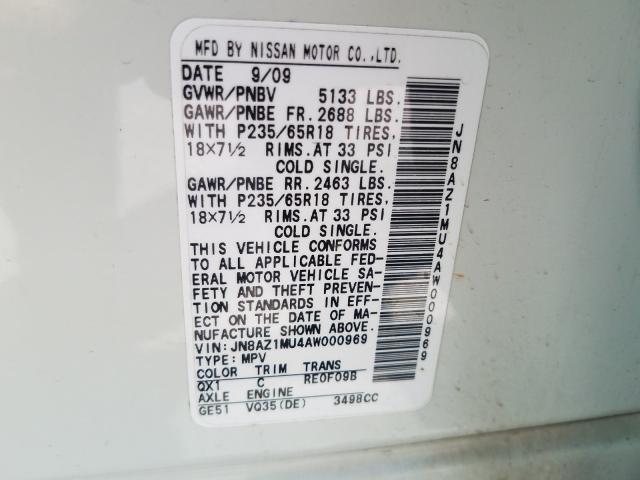 MFD BY NISSAN MOTOR CO.,LTD.
DATE 9/09
GVWR/PNBV 5133 LBS.
GAWR/PNBE FR. 2688 LBS.
WITH P235/65R18 TIRES,
18×7½ RIMS. AT 33 PSI
COLD SINGLE.
GAWR/PNBE RR. 2463 LBS.
WITH P235/65R18 TIRES,
18×7½ RIMS. AT 33 PSI
COLD SINGLE.
THIS VEHICLE CONFORMS
TO ALL APPLICABLE FED-
ERAL MOTOR VEHICLE SA-
FETY AND THEFT PREVEN-
TION STANDARDS IN EFF-
ECT ON THE DATE OF MA-
NUFACTURE SHOWN ABOVE.
VIN: JN8AZ1MU4AW000969
TYPE: MPV
COLOR TRIM TRANS
QX1 C RE0F09B
AXLE ENGINE
GE51 VQ35(DE) 3498CC
JN8AZ1MU4AW000969